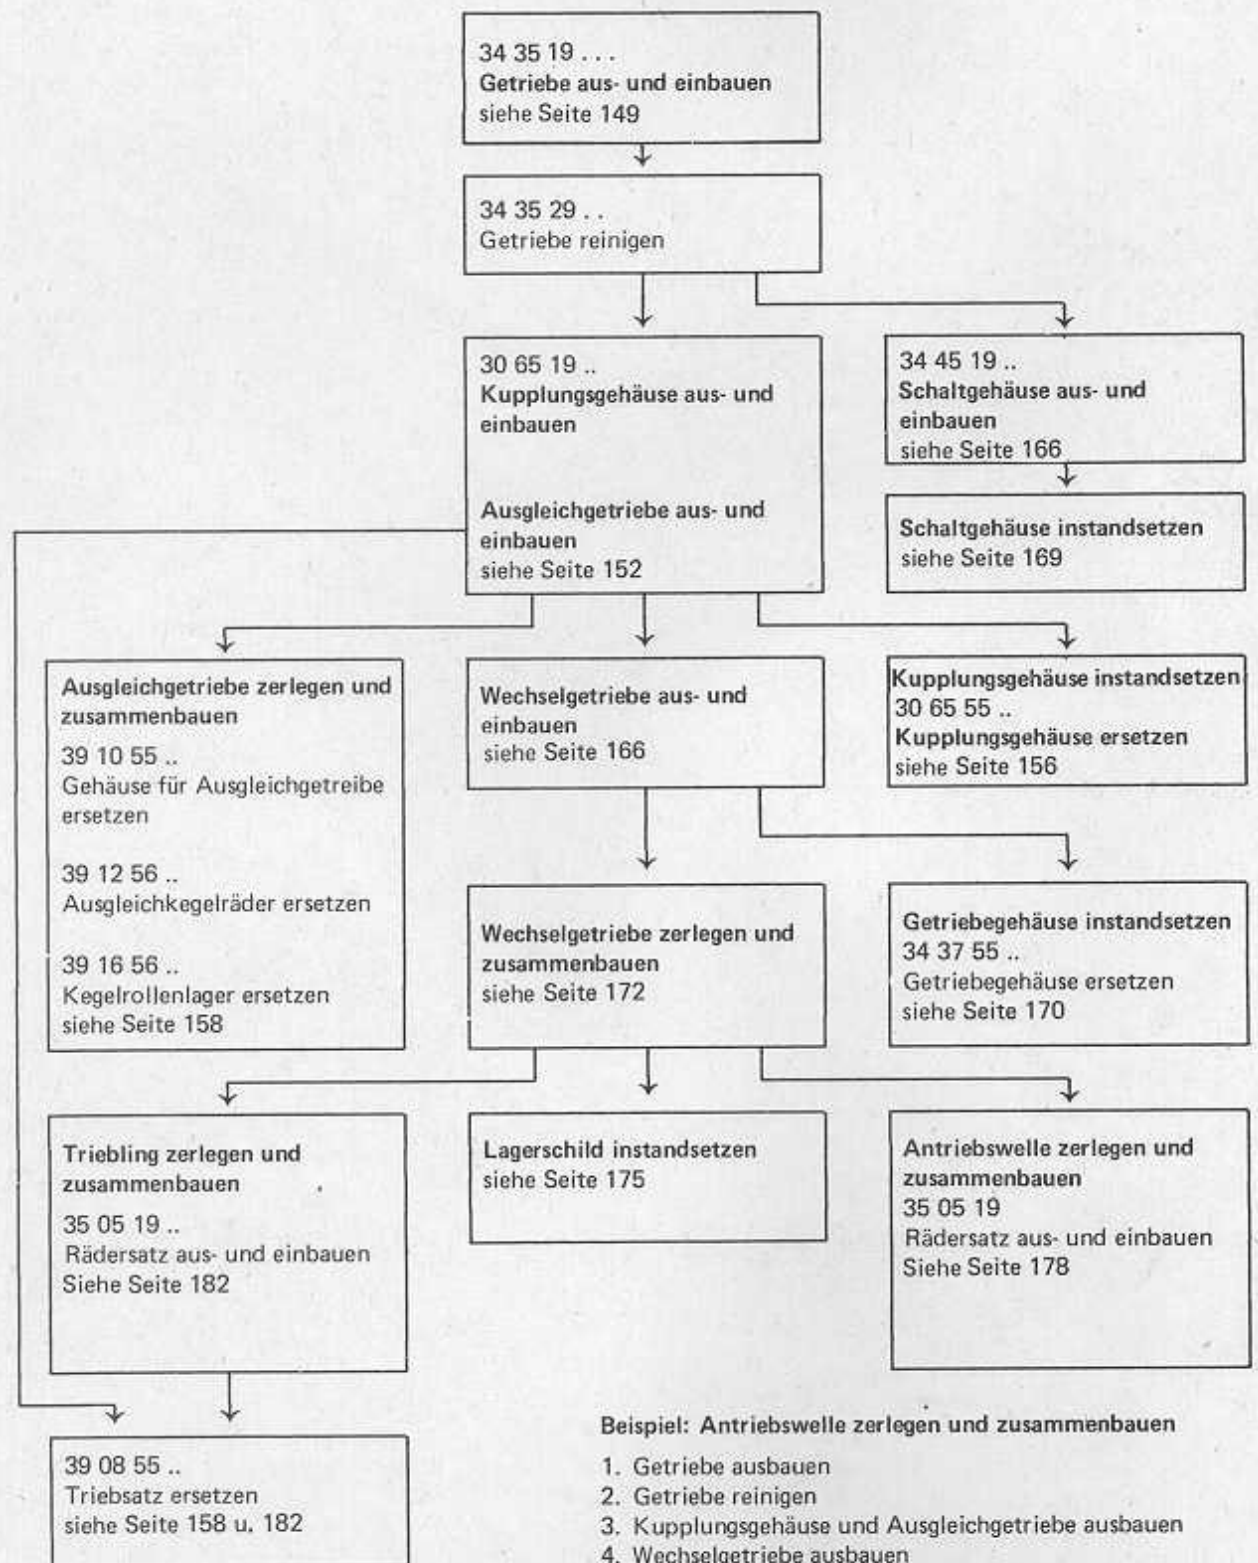 34 35 19 . . .
Getriebe aus- und einbauen
siehe Seite 149
34 35 29 . .
Getriebe reinigen
30 65 19 ..
Kupplungsgehäuse aus- und
einbauen
Ausgleichgetriebe aus- und
einbauen
siehe Seite 152
34 45 19 ..
Schaltgehäuse aus- und
einbauen
siehe Seite 166
Schaltgehäuse instandsetzen
siehe Seite 169
Ausgleichgetriebe zerlegen und
zusammenbauen
39 10 55 ..
Gehäuse für Ausgleichgetreibe
ersetzen
39 12 56 ..
Ausgleichkegelräder ersetzen
39 16 56 ..
Kegelrollenlager ersetzen
siehe Seite 158
Wechselgetriebe aus- und
einbauen
siehe Seite 166
Kupplungsgehäuse instandsetzen
30 65 55 ..
Kupplungsgehäuse ersetzen
siehe Seite 156
Wechselgetriebe zerlegen und
zusammenbauen
siehe Seite 172
Getriebegehäuse instandsetzen
34 37 55 ..
Getriebegehäuse ersetzen
siehe Seite 170
Triebling zerlegen und
zusammenbauen
35 05 19 ..
Rädersatz aus- und einbauen
Siehe Seite 182
Lagerschild instandsetzen
siehe Seite 175
Antriebswelle zerlegen und
zusammenbauen
35 05 19
Rädersatz aus- und einbauen
Siehe Seite 178
39 08 55 ..
Triebsatz ersetzen
siehe Seite 158 u. 182
Beispiel: Antriebswelle zerlegen und zusammenbauen
1. Getriebe ausbauen
2. Getriebe reinigen
3. Kupplungsgehäuse und Ausgleichgetriebe ausbauen
4. Wechselgetriebe ausbauen